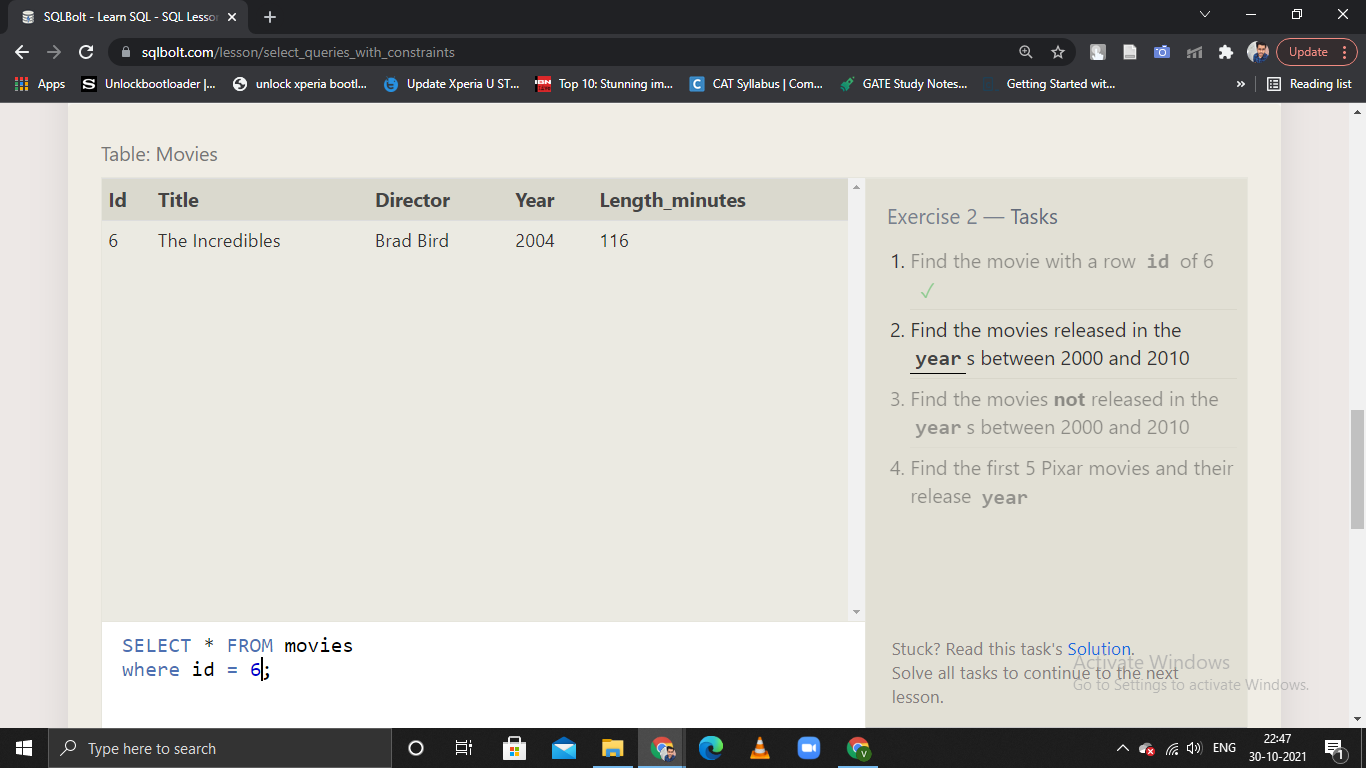 SQLBolt - Learn SQL - SQL Lesson
sqlbolt.com/lesson/select_queries_with_constraints
Update
Apps
Unlockbootloader |...
unlock xperia bootl...
Update Xperia U ST...
Top 10: Stunning im...
CAT Syllabus | Com...
GATE Study Notes...
Getting Started wit...
»
Reading list
Table: Movies
Id Title Director Year Length_minutes
6 The Incredibles Brad Bird 2004 116
Exercise 2 — Tasks
1. Find the movie with a row id of 6
✓
2. Find the movies released in the
year s between 2000 and 2010
3. Find the movies not released in the
year s between 2000 and 2010
4. Find the first 5 Pixar movies and their
release year
SELECT * FROM movies
where id = 6;
Stuck? Read this task's Solution.
Solve all tasks to continue to the next
lesson.
Activate Windows
Go to Settings to activate Windows.
Type here to search
ENG
22:47
30-10-2021
1